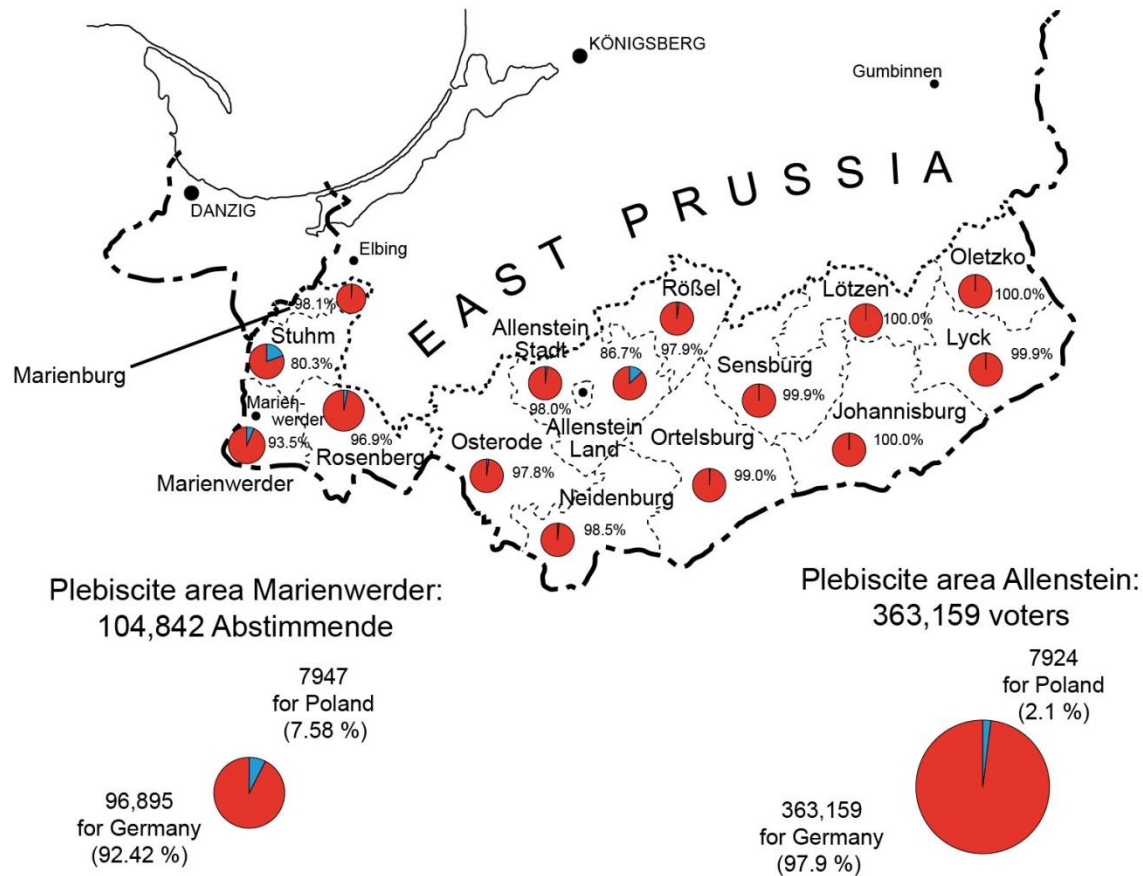 KÖNIGSBERG
Gumbinnen
DANZIG
EAST PRUSSIA
Elbing
Oletzko
100.0%
Rößel
97.9%
Lötzen
100.0%
98.1%
Stuhm
80.3%
Allenstein
Stadt
98.0%
86.7%
Lyck
99.9%
Marienburg
Sensburg
99.9%
Marien-
werder
93.5%
96.9%
Johannisburg
100.0%
Allenstein
Land
Osterode
97.8%
Ortelsburg
99.0%
Marienwerder
Rosenberg
Neidenburg
98.5%
Plebiscite area Marienwerder:
104,842 Abstimmende
7947
for Poland
(7.58 %)
96,895
for Germany
(92.42 %)
Plebiscite area Allenstein:
363,159 voters
7924
for Poland
(2.1 %)
363,159
for Germany
(97.9 %)